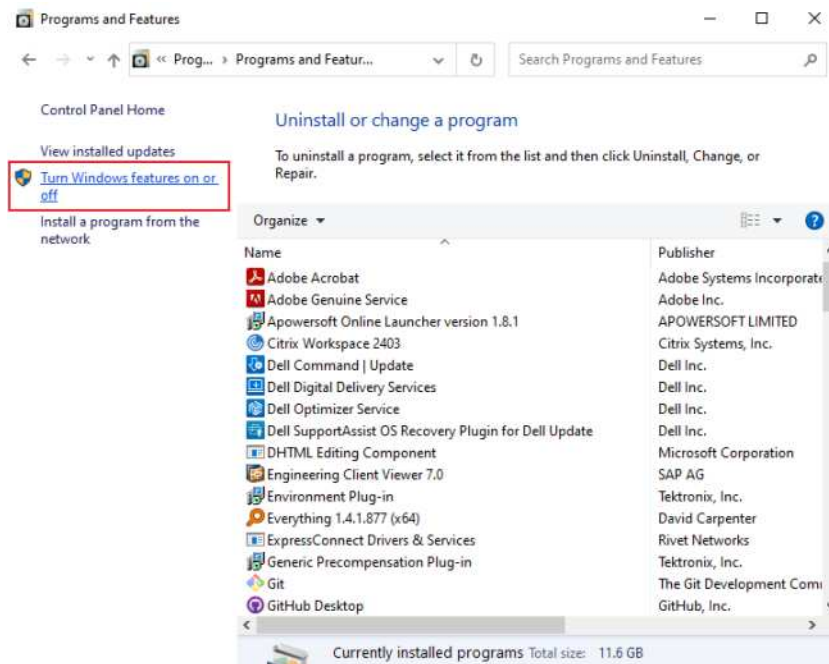 Programs and Features
« Prog... › Programs and Featur...
Search Programs and Features
Control Panel Home
View installed updates
Turn Windows features on or
off
Install a program from the
network
Uninstall or change a program
To uninstall a program, select it from the list and then click Uninstall, Change, or
Repair.
Organize
Name Publisher
Adobe Acrobat Adobe Systems Incorporate
Adobe Genuine Service Adobe Inc.
Apowersoft Online Launcher version 1.8.1 APOWERSOFT LIMITED
Citrix Workspace 2403 Citrix Systems, Inc.
Dell Command | Update Dell Inc.
Dell Digital Delivery Services Dell Inc.
Dell Optimizer Service Dell Inc.
Dell SupportAssist OS Recovery Plugin for Dell Update Dell Inc.
DHTML Editing Component Microsoft Corporation
Engineering Client Viewer 7.0 SAP AG
Environment Plug-in Tektronix, Inc.
Everything 1.4.1.877 (x64) David Carpenter
ExpressConnect Drivers & Services Rivet Networks
Generic Precompensation Plug-in Tektronix, Inc.
Git The Git Development Com
GitHub Desktop GitHub, Inc.
Currently installed programs Total size: 11.6 GB